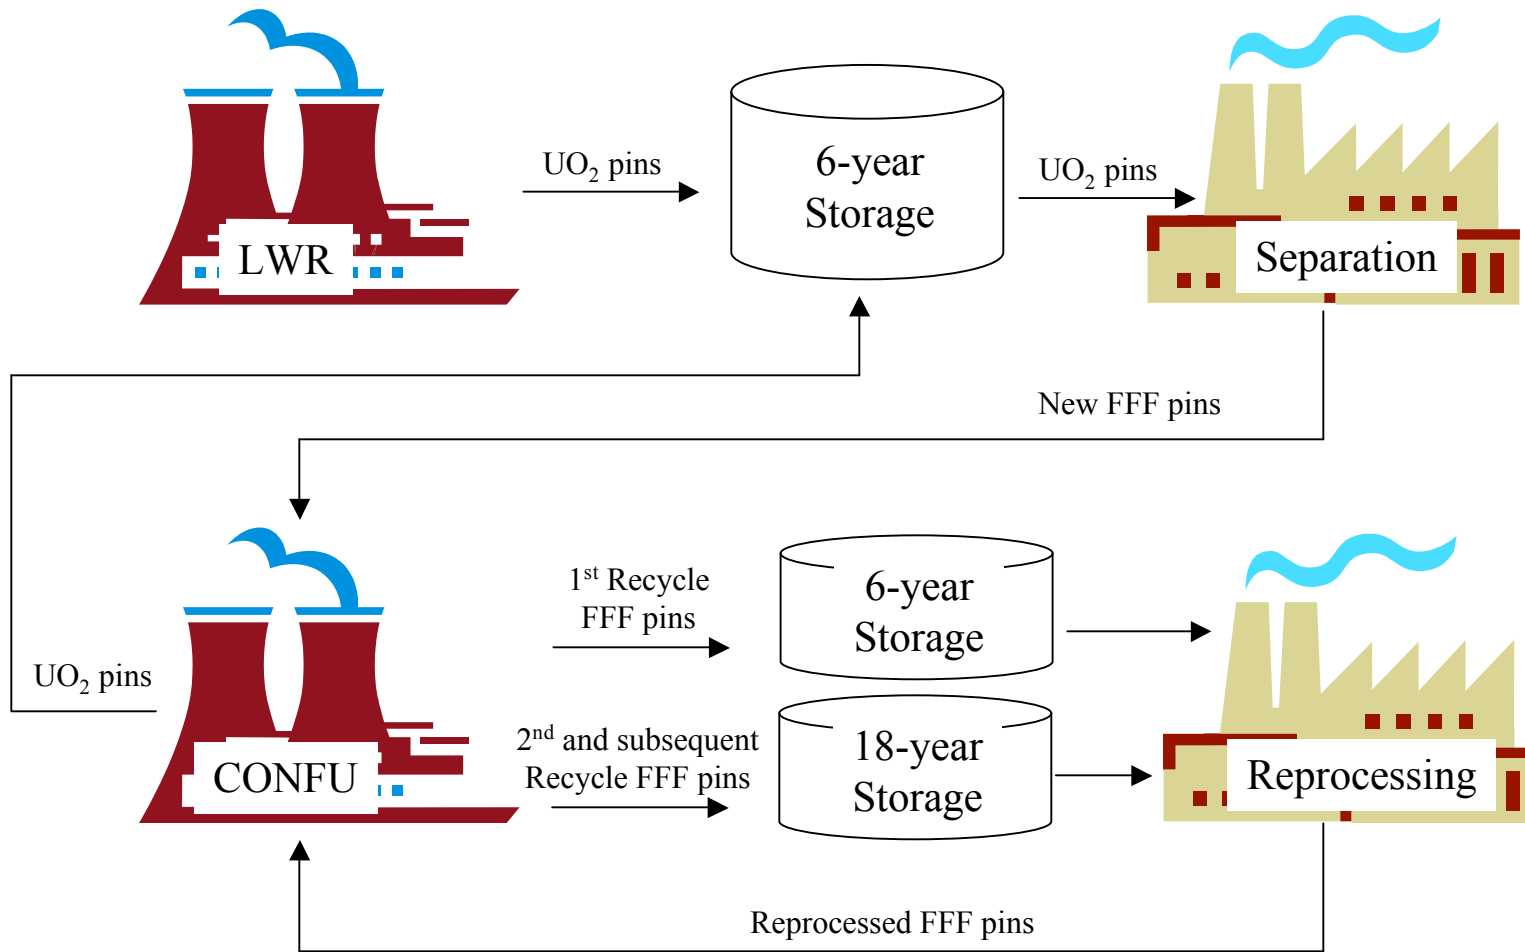 UO₂ pins
6-year
Storage
UO₂ pins
LWR
Separation
New FFF pins
1st Recycle
FFF pins
6-year
Storage
UO₂ pins
2nd and subsequent
Recycle FFF pins
18-year
Storage
CONFU
Reprocessing
Reprocessed FFF pins